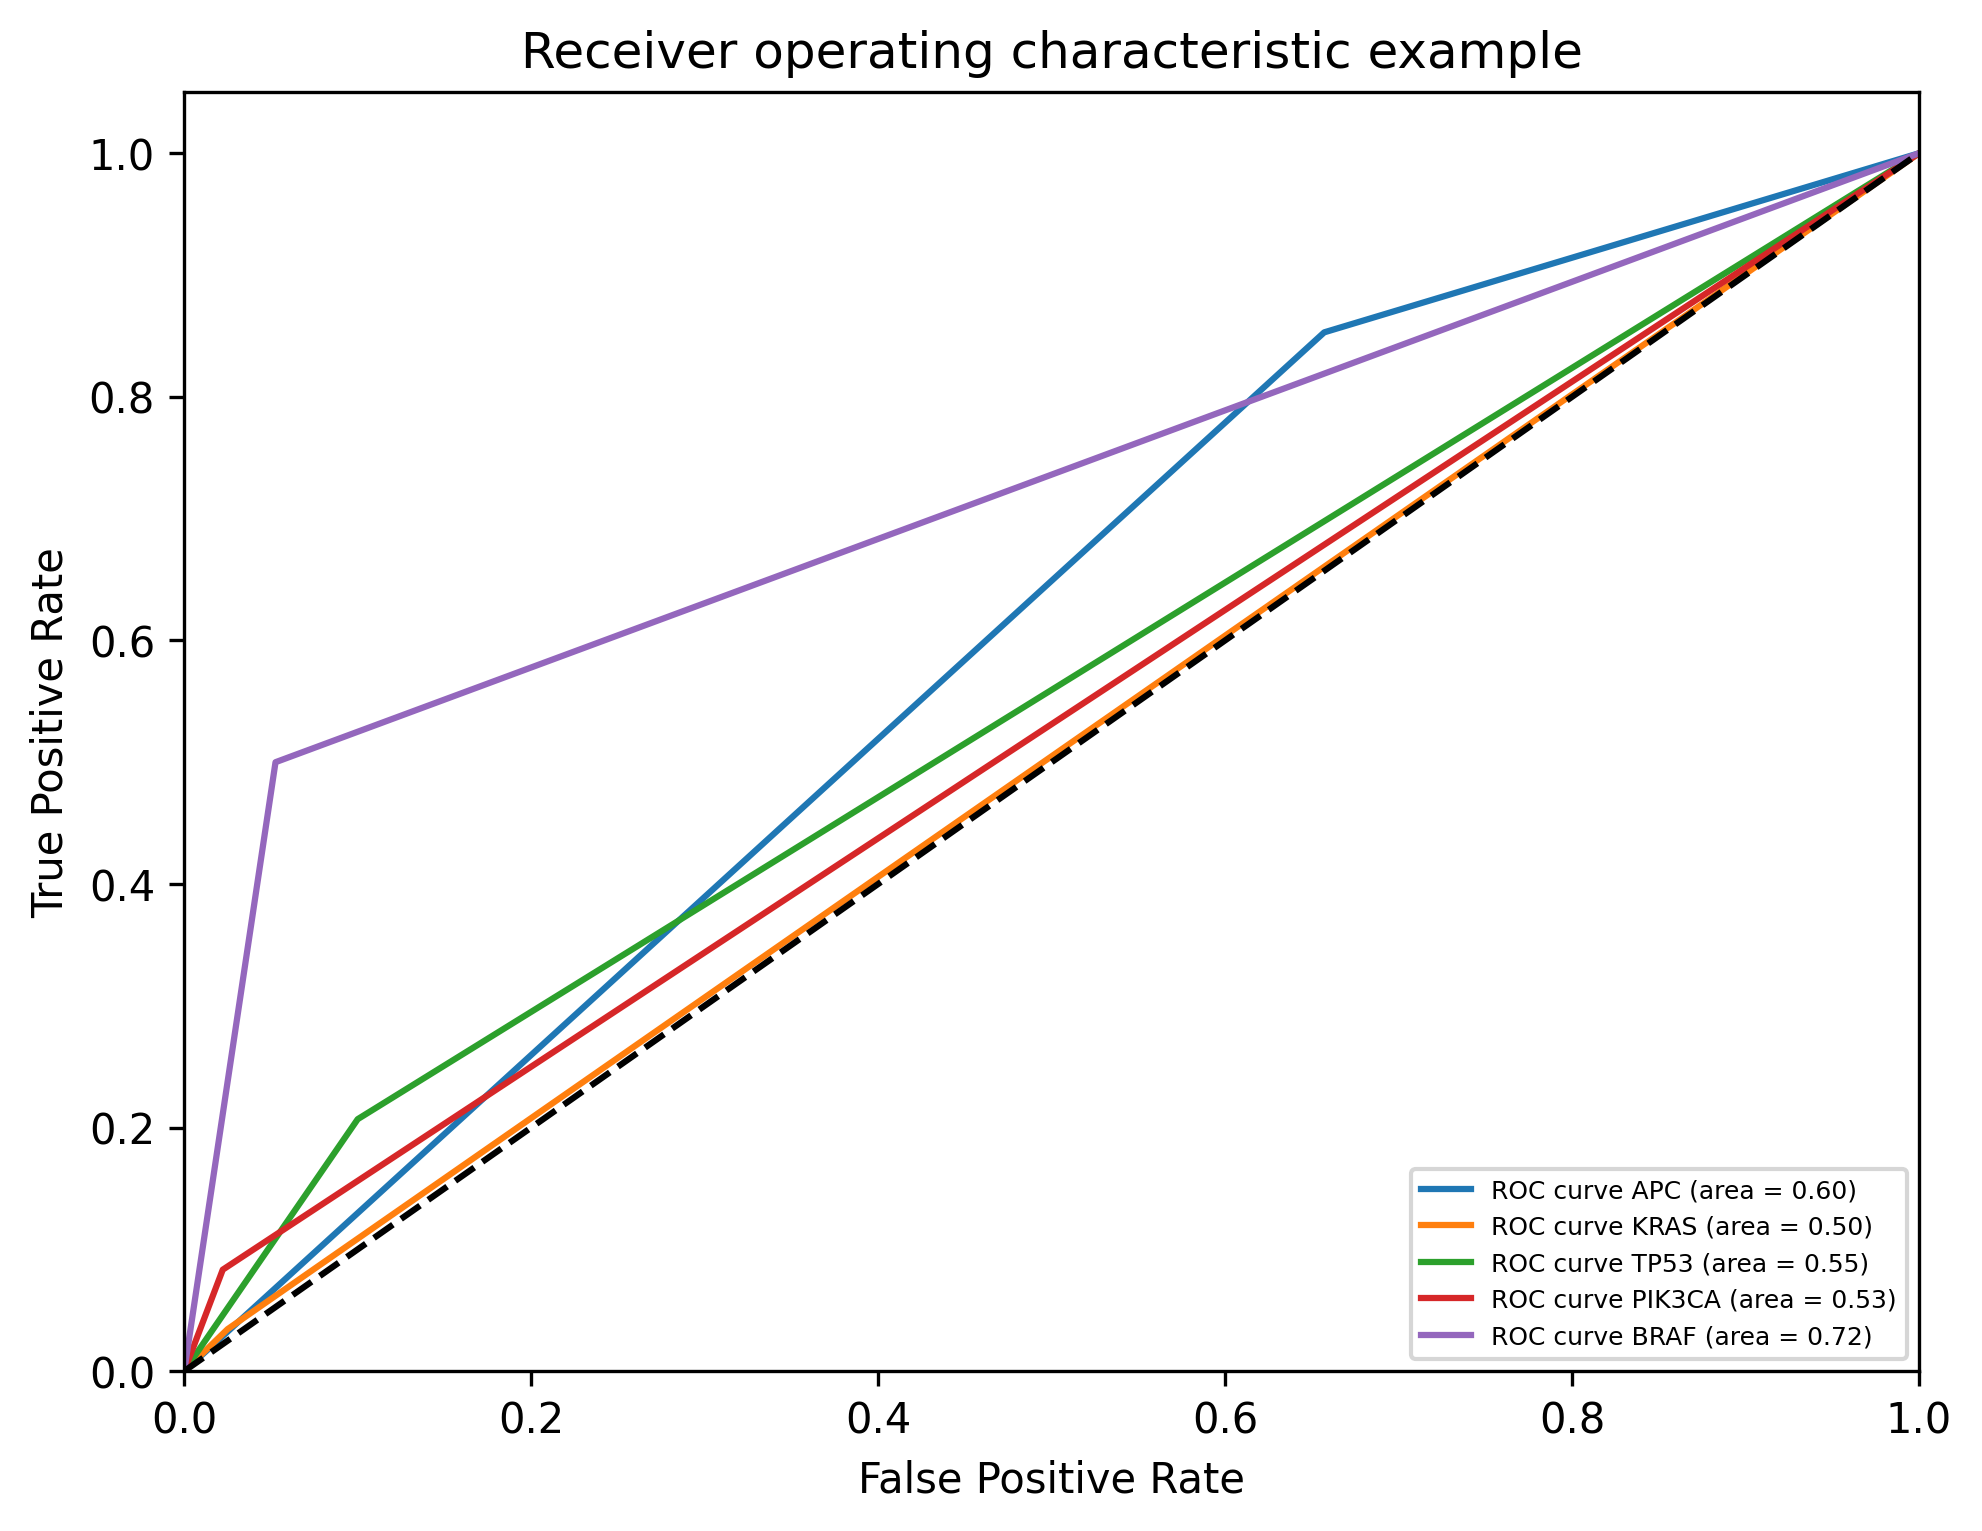 Receiver operating characteristic example
1.0
0.8
0.6
0.4
0.2
0.0
True Positive Rate
0.0 0.2 0.4 0.6 0.8 1.0
False Positive Rate
ROC curve APC (area = 0.60)
ROC curve KRAS (area = 0.50)
ROC curve TP53 (area = 0.55)
ROC curve PIK3CA (area = 0.53)
ROC curve BRAF (area = 0.72)